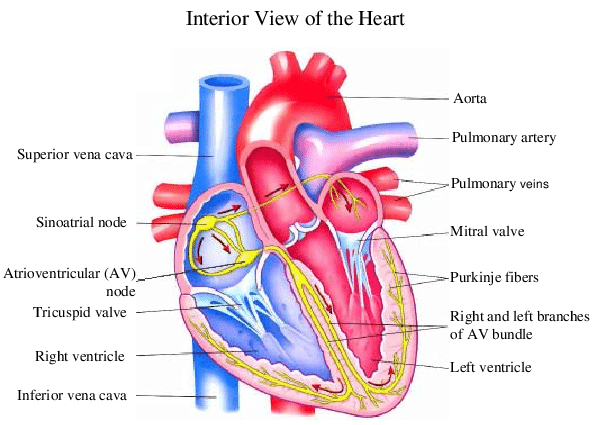 Interior View of the Heart
Aorta
Pulmonary artery
Superior vena cava
Pulmonary veins
Sinoatrial node
Mitral valve
Atrioventricular (AV)
node
Purkinje fibers
Tricuspid valve
Right and left branches
of AV bundle
Right ventricle
Left ventricle
Inferior vena cava